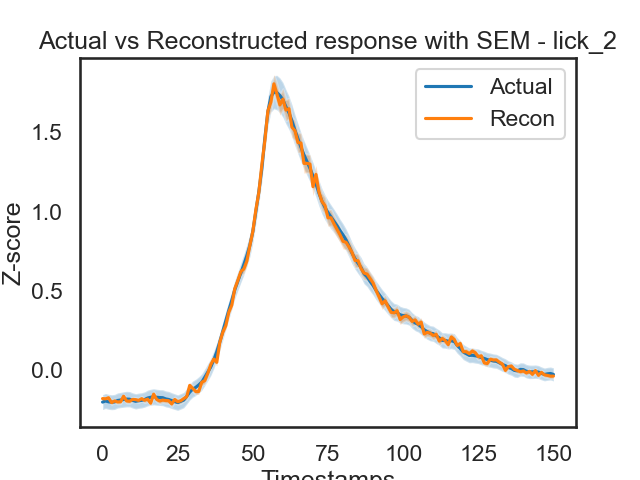 Actual vs Reconstructed response with SEM - lick_2
Actual
Recon
Z-score
1.5
1.0
0.5
0.0
0 25 50 75 100 125 150
Timestamps